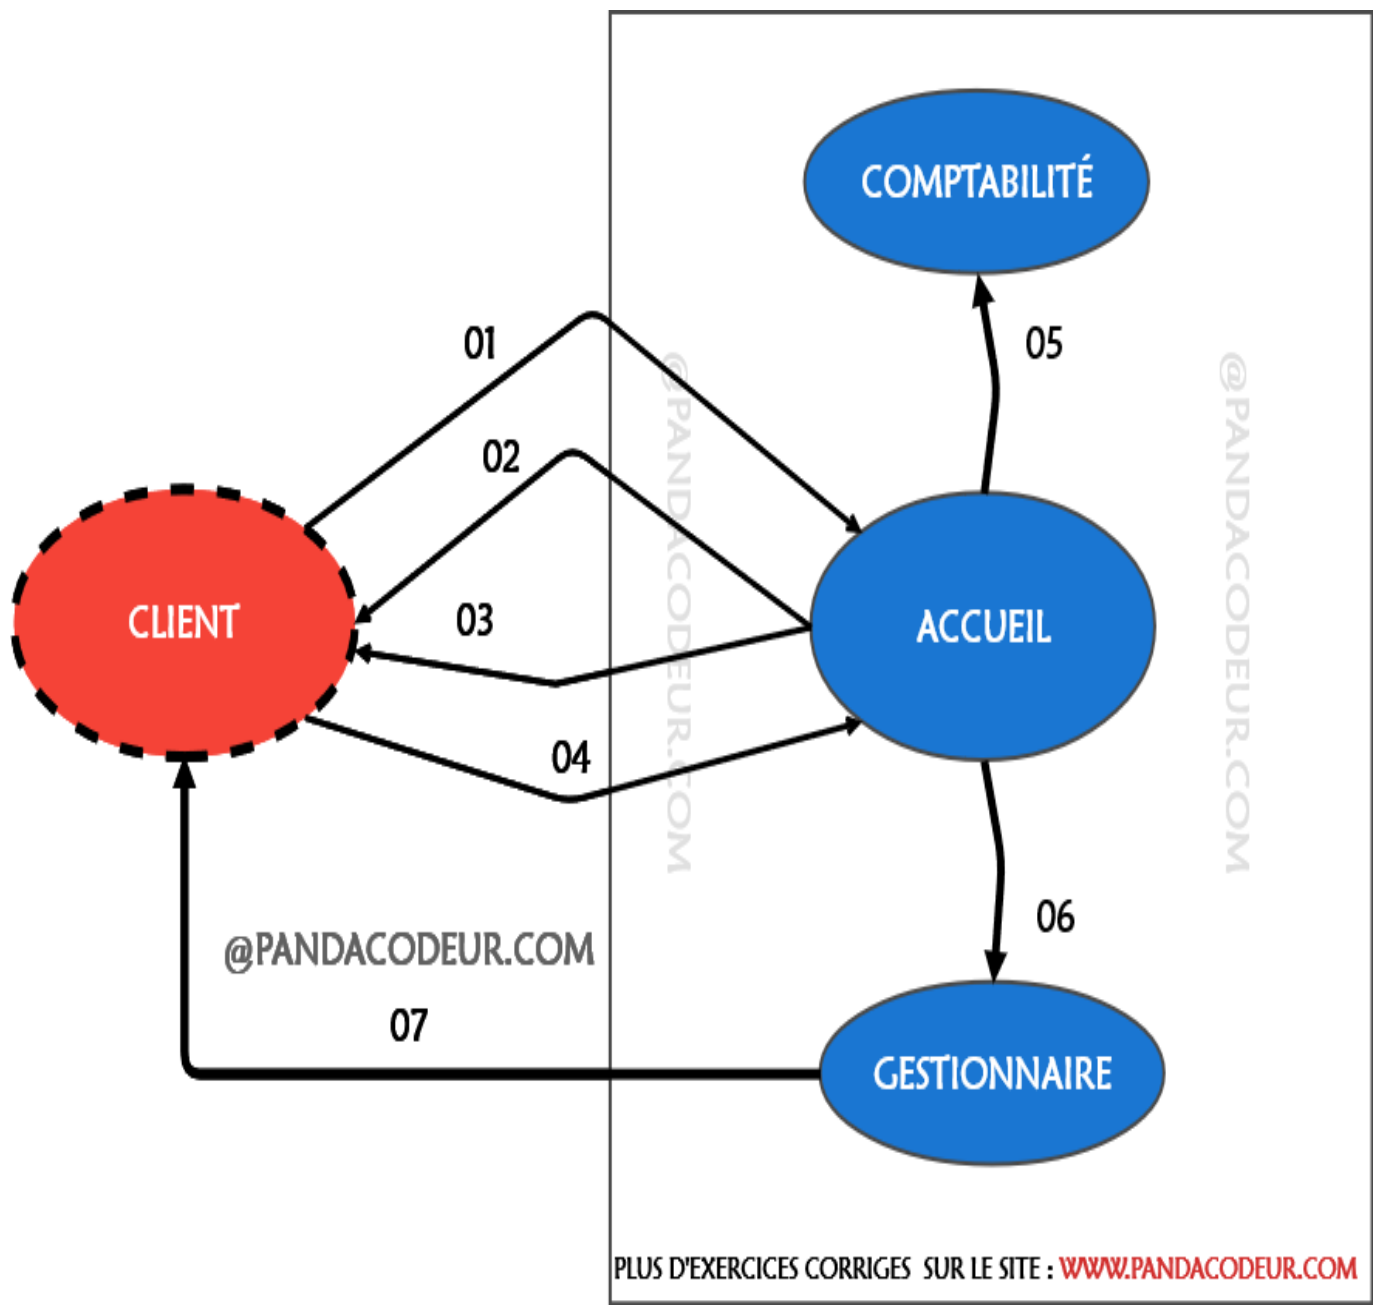 COMPTABILITÉ
01
05
02
@PANDACODEUR.COM
@PANDACODEUR.COM
03
CLIENT
ACCUEIL
04
06
@PANDACODEUR.COM
07
GESTIONNAIRE
PLUS D'EXERCICES CORRIGES SUR LE SITE : WWW.PANDACODEUR.COM